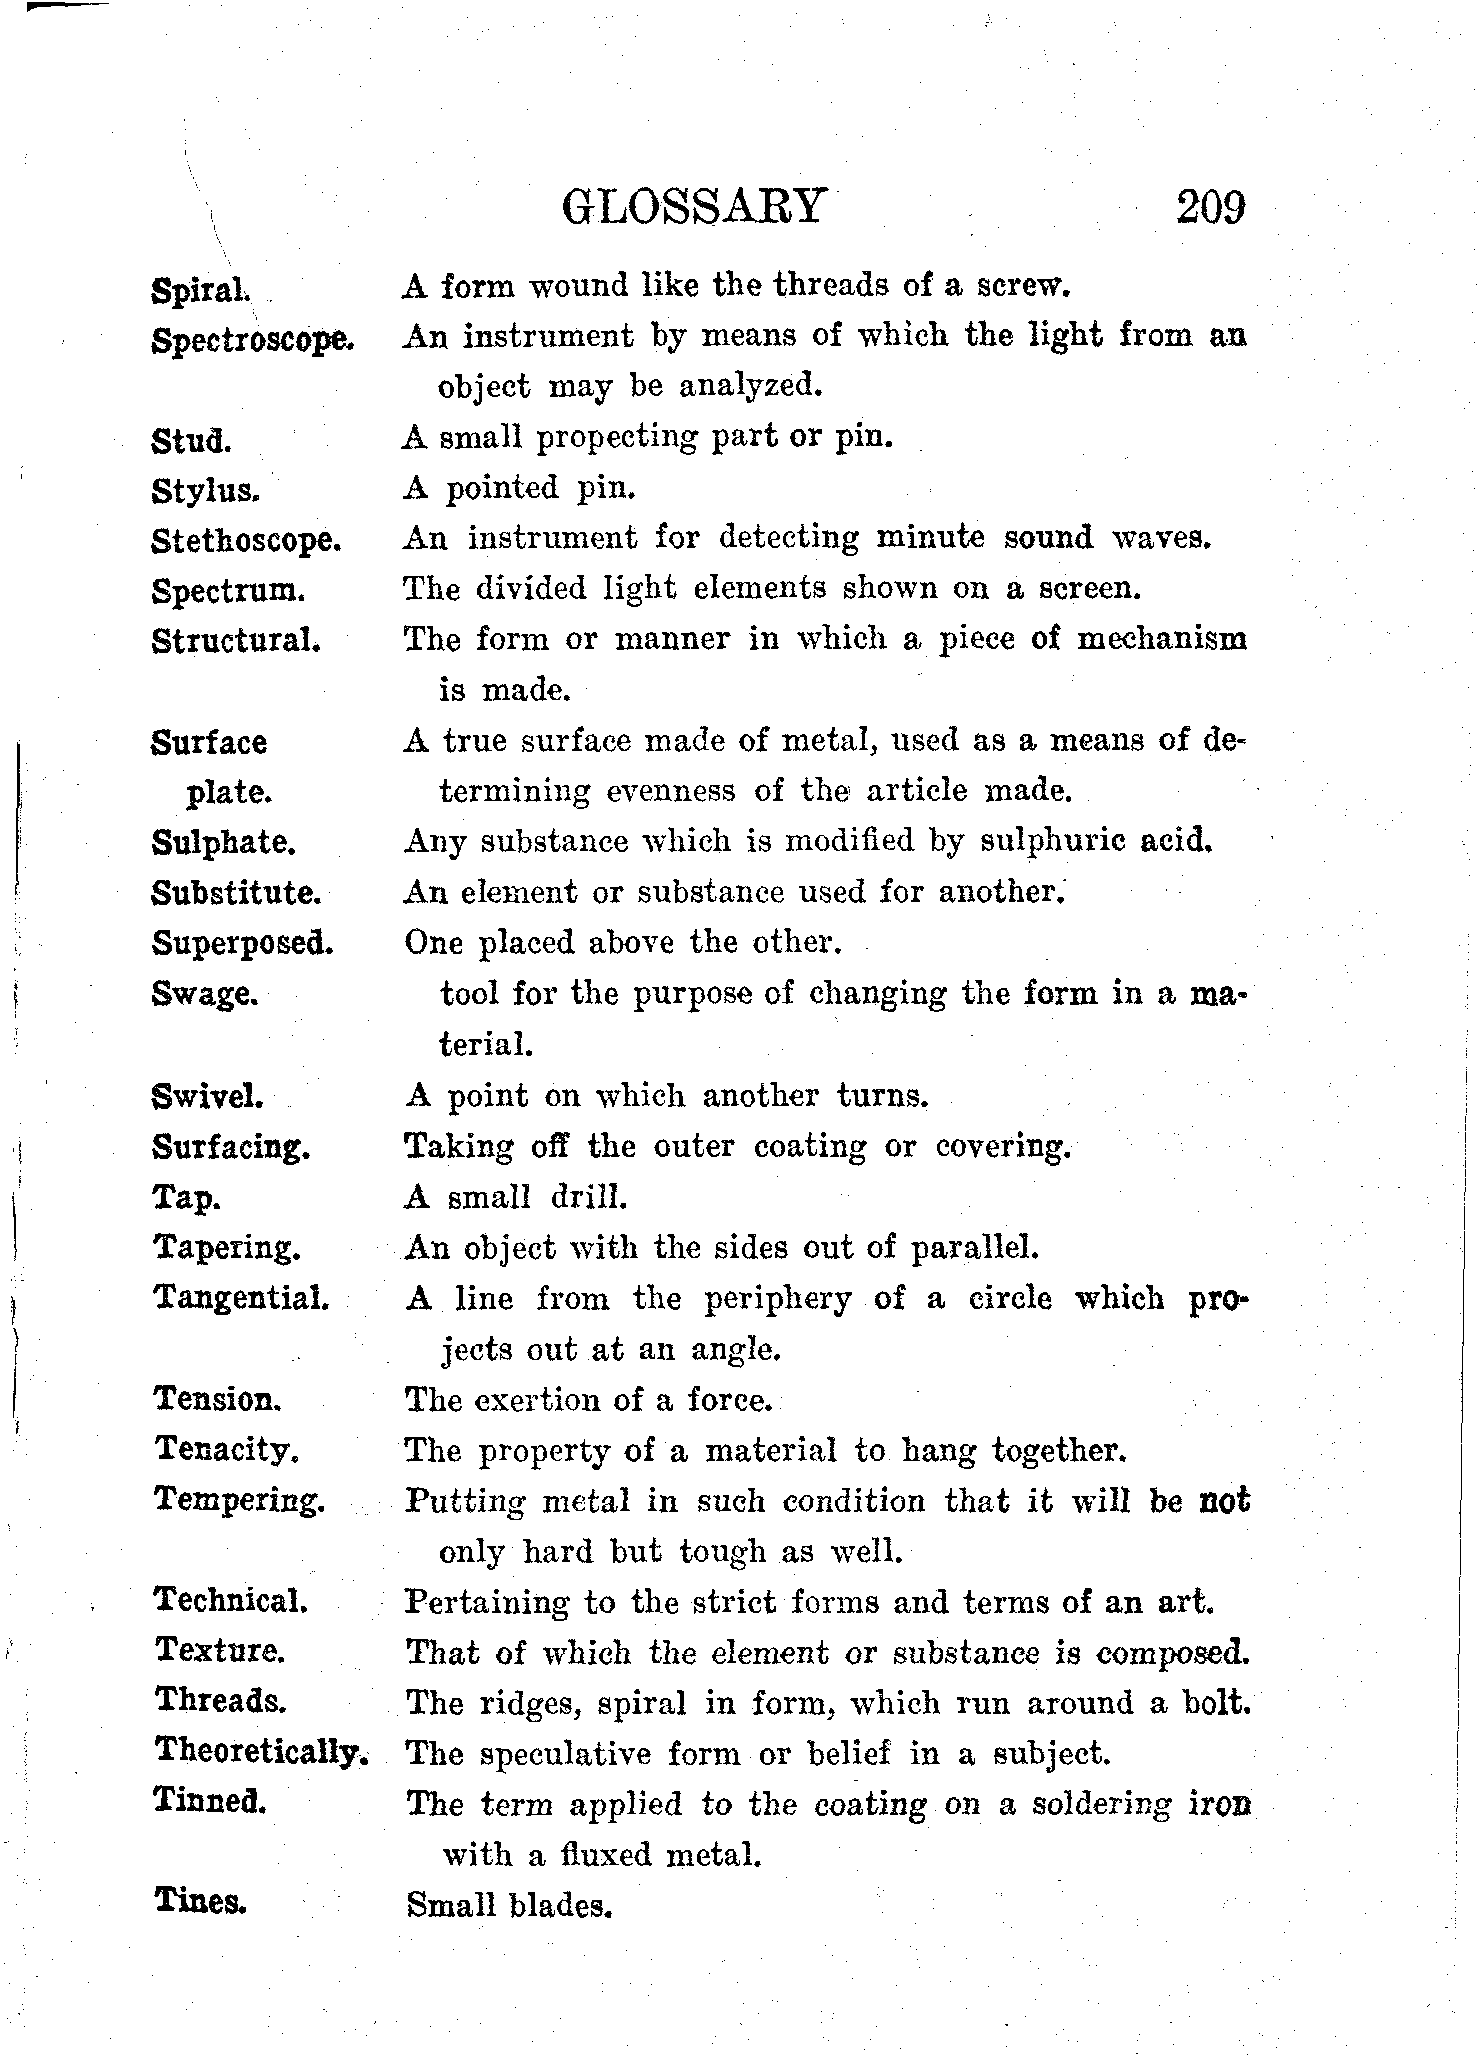 GLOSSARY 209
Spiral. A form wound like the threads of a screw.
Spectroscope. An instrument by means of which the light from an
object may be analyzed.
Stud. A small propecting part or pin.
Stylus. A pointed pin.
Stethoscope. An instrument for detecting minute sound waves.
Spectrum. The divided light elements shown on a screen.
Structural. The form or manner in which a piece of mechanism
is made.
Surface A true surface made of metal, used as a means of de-
plate. termining evenness of the article made.
Sulphate. Any substance which is modified by sulphuric acid.
Substitute. An element or substance used for another.
Superposed. One placed above the other.
Swage. tool for the purpose of changing the form in a ma-
terial.
Swivel. A point on which another turns.
Surfacing. Taking off the outer coating or covering.
Tap. A small drill.
Tapering. An object with the sides out of parallel.
Tangential. A line from the periphery of a circle which pro-
jects out at an angle.
Tension. The exertion of a force.
Tenacity. The property of a material to hang together.
Tempering. Putting metal in such condition that it will be not
only hard but tough as well.
Technical. Pertaining to the strict forms and terms of an art.
Texture. That of which the element or substance is composed.
Threads. The ridges, spiral in form, which run around a bolt.
Theoretically. The speculative form or belief in a subject.
Tinned. The term applied to the coating on a soldering iron
with a fluxed metal.
Tines. Small blades.